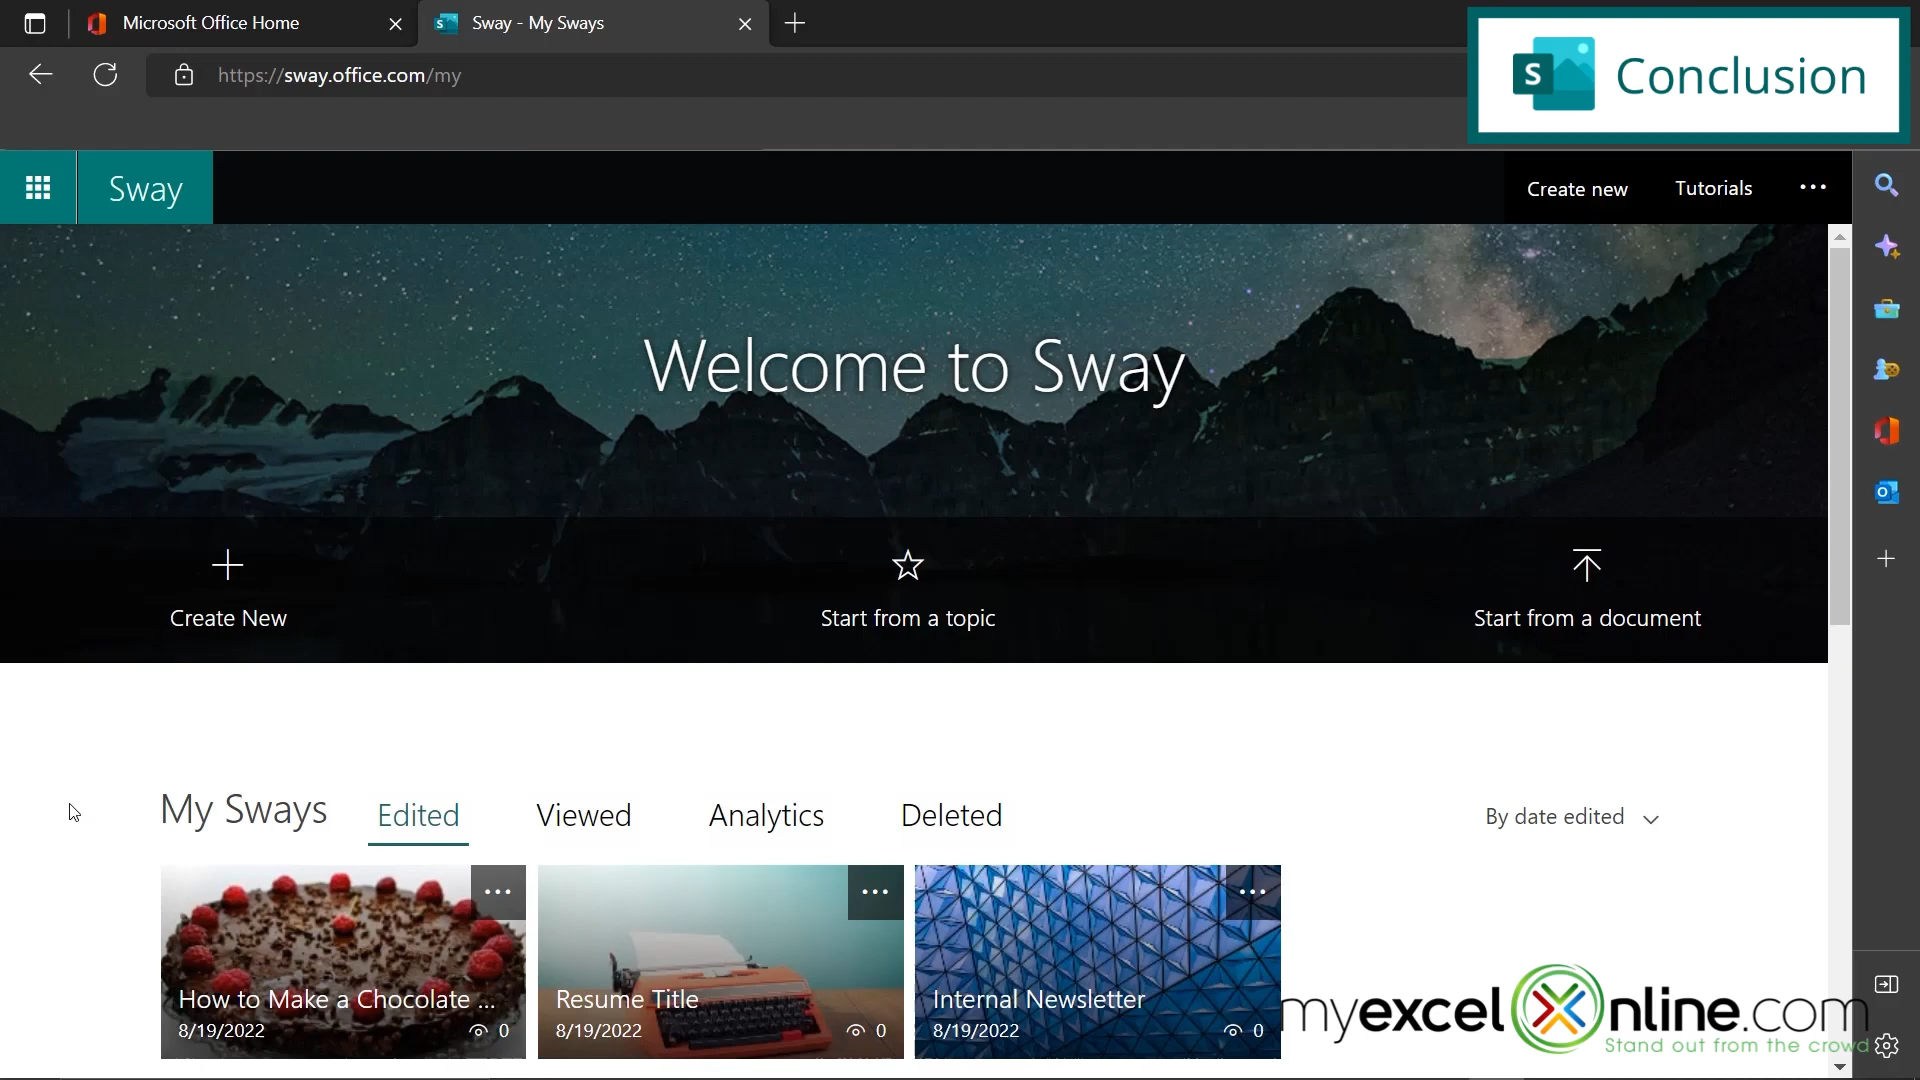 Microsoft Office Home
Sway - My Sways
https://sway.office.com/my
S Conclusion
Sway
Create new
Tutorials
Welcome to Sway
Create New
Start from a topic
Start from a document
My Sways
Edited
Viewed
Analytics
Deleted
By date edited
How to Make a Chocolate ...
8/19/2022
0
Resume Title
8/19/2022
0
Internal Newsletter
8/19/2022
0
myexcelOnline.com
Stand out from the crowd